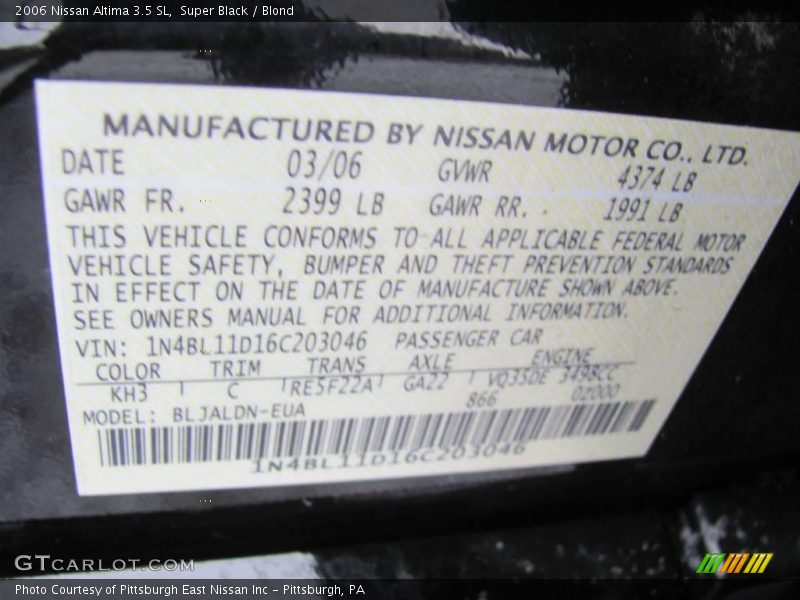 2006 Nissan Altima 3.5 SL,  Super Black / Blond
MANUFACTURED BY NISSAN MOTOR CO., LTD.
DATE 03/06 GVWR 4374 LB
GAWR FR. 2399 LB GAWR RR. 1991 LB
THIS VEHICLE CONFORMS TO ALL APPLICABLE FEDERAL MOTOR
VEHICLE SAFETY, BUMPER AND THEFT PREVENTION STANDARDS
IN EFFECT ON THE DATE OF MANUFACTURE SHOWN ABOVE.
SEE OWNERS MANUAL FOR ADDITIONAL INFORMATION.
VIN: 1N4BL11D16C203046 PASSENGER CAR
COLOR TRIM TRANS AXLE ENGINE
KH3 C RE5F22A GA22 VQ35DE 3498CC
866 DZ000
MODEL: BLJALDN-EUA
1N4BL11D16C203046
GTCARLOT.COM
Photo Courtesy of Pittsburgh East Nissan Inc - Pittsburgh, PA